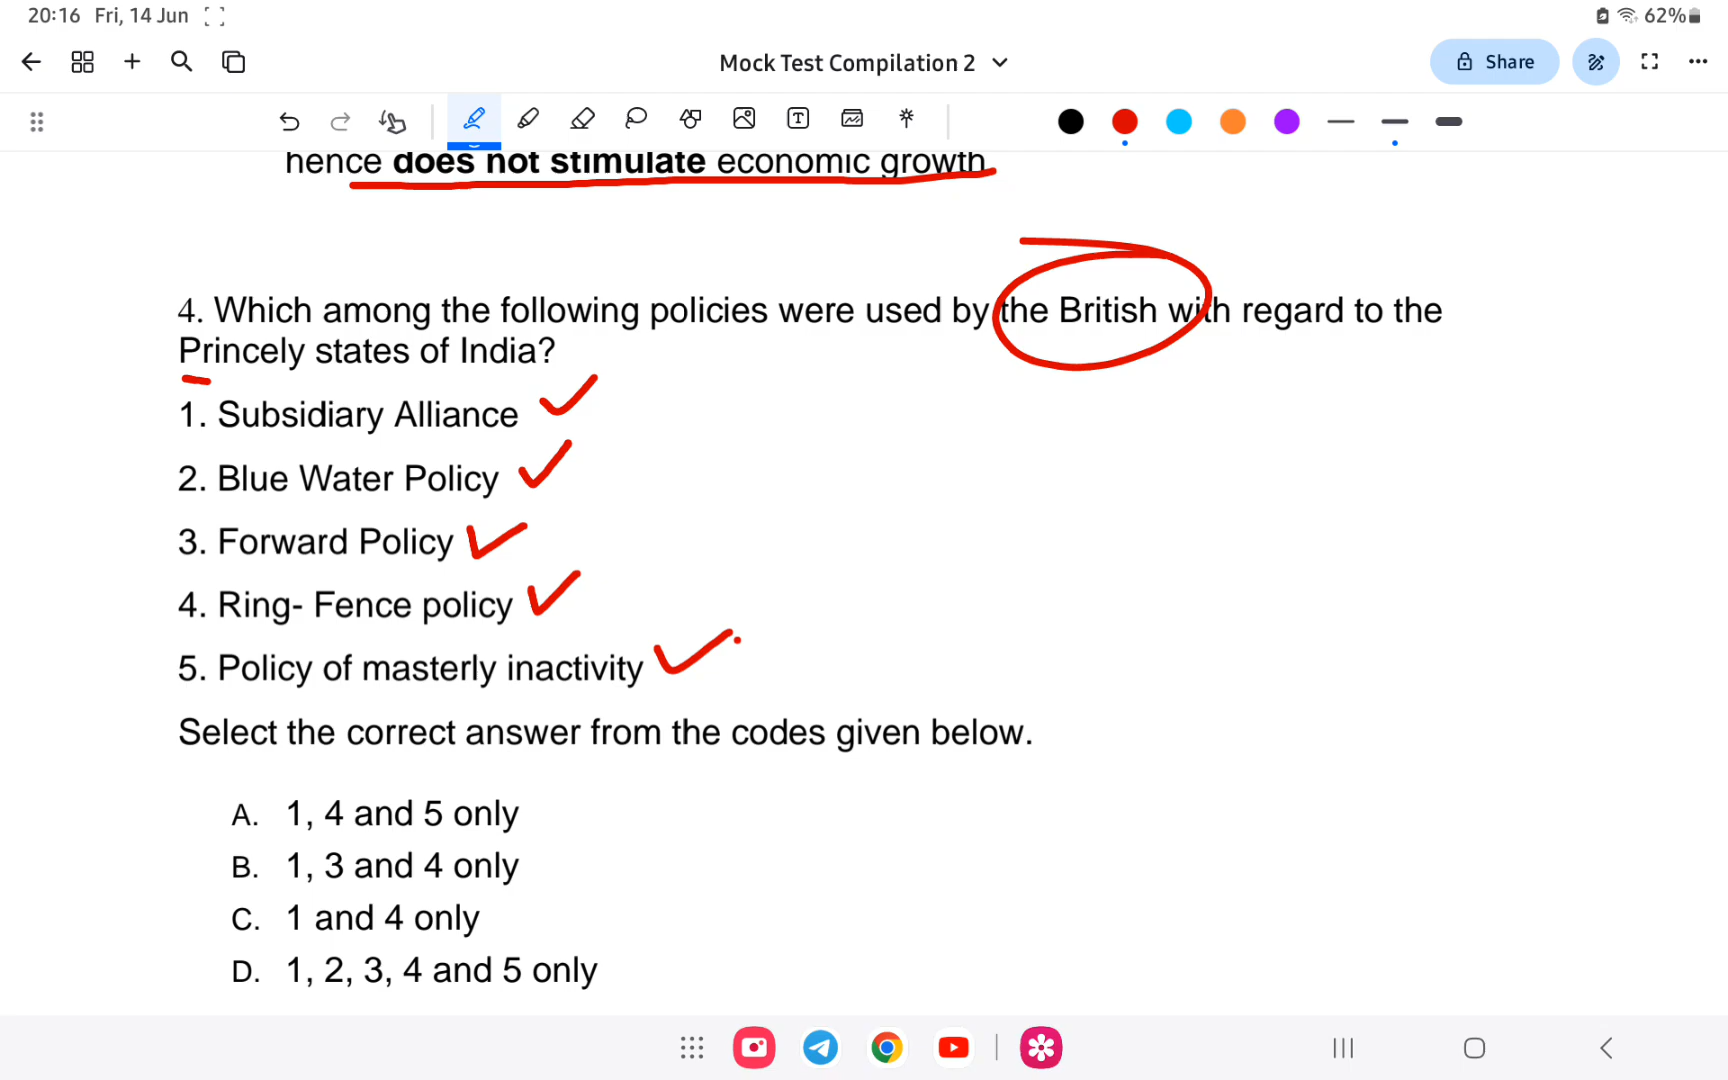 20:16 Fri, 14 Jun
62%
Mock Test Compilation 2
Share
hence does not stimulate economic growth
4. Which among the following policies were used by the British with regard to the
Princely states of India?
1. Subsidiary Alliance
2. Blue Water Policy
3. Forward Policy
4. Ring- Fence policy
5. Policy of masterly inactivity
Select the correct answer from the codes given below.
A. 1, 4 and 5 only
B. 1, 3 and 4 only
C. 1 and 4 only
D. 1, 2, 3, 4 and 5 only